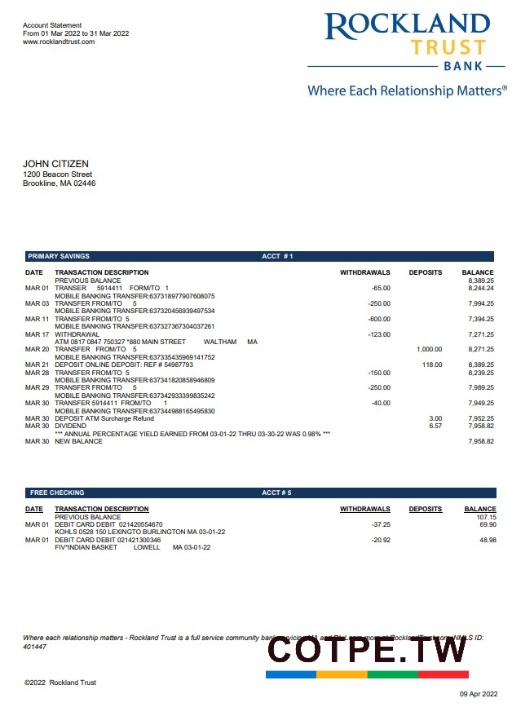 Account Statement
From 01 Mar 2022 to 31 Mar 2022
www.rocklandtrust.com
ROCKLAND
TRUST
BANK
Where Each Relationship Matters®
JOHN CITIZEN
1200 Beacon Street
Brookline, MA 02446
PRIMARY SAVINGS ACCT # 1
DATE TRANSACTION DESCRIPTION WITHDRAWALS DEPOSITS BALANCE
PREVIOUS BALANCE 8,389.25
MAR 01 TRANSER 5914411 FORM/TO 1 -65.00 8,244.24
MOBILE BANKING TRANSFER:637318977907608075
MAR 03 TRANSFER FROM/TO 5 -250.00 7,994.25
MOBILE BANKING TRANSFER:637320456939497534
MAR 11 TRANSFER FROM/TO 5 -600.00 7,394.25
MOBILE BANKING TRANSFER:637327367304037261
MAR 17 WITHDRAWAL -123.00 7,271.25
ATM 0817 0847 750327 *880 MAIN STREET WALTHAM MA
MAR 20 TRANSFER FROM/TO 5 1,000.00 8,271.25
MOBILE BANKING TRANSFER:637335435969141752
MAR 21 DEPOSIT ONLINE DEPOSIT: REF # 54987793 118.00 8,389.25
MAR 28 TRANSFER FROM/TO 5 -150.00 8,239.25
MOBILE BANKING TRANSFER:637341820858946809
MAR 29 TRANSFER FROM/TO 5 -250.00 7,989.25
MOBILE BANKING TRANSFER:637342933399835242
MAR 30 TRANSFER 5914411 FROM/TO 1 -40.00 7,949.25
MOBILE BANKING TRANSFER:637344988165495830
MAR 30 DEPOSIT ATM Surcharge Refund 3.00 7,952.25
MAR 30 DIVIDEND 6.57 7,958.82
*** ANNUAL PERCENTAGE YIELD EARNED FROM 03-01-22 THRU 03-30-22 WAS 0.98% ***
MAR 30 NEW BALANCE 7,958.82
FREE CHECKING ACCT # 5
DATE TRANSACTION DESCRIPTION WITHDRAWALS DEPOSITS BALANCE
PREVIOUS BALANCE 107.15
MAR 01 DEBIT CARD DEBIT 021420554670 -37.25 69.90
KOHLS 0528 150 LEXINGTO BURLINGTON MA 03-01-22
MAR 01 DEBIT CARD DEBIT 021421300346 -20.92 48.98
FIV*INDIAN BASKET LOWELL MA 03-01-22
Where each relationship matters - Rockland Trust is a full service community bank servicing MA and RI. Learn more at RocklandTrust.com. NMLS ID:
401447
COTPE.TW
©2022 Rockland Trust
09 Apr 2022